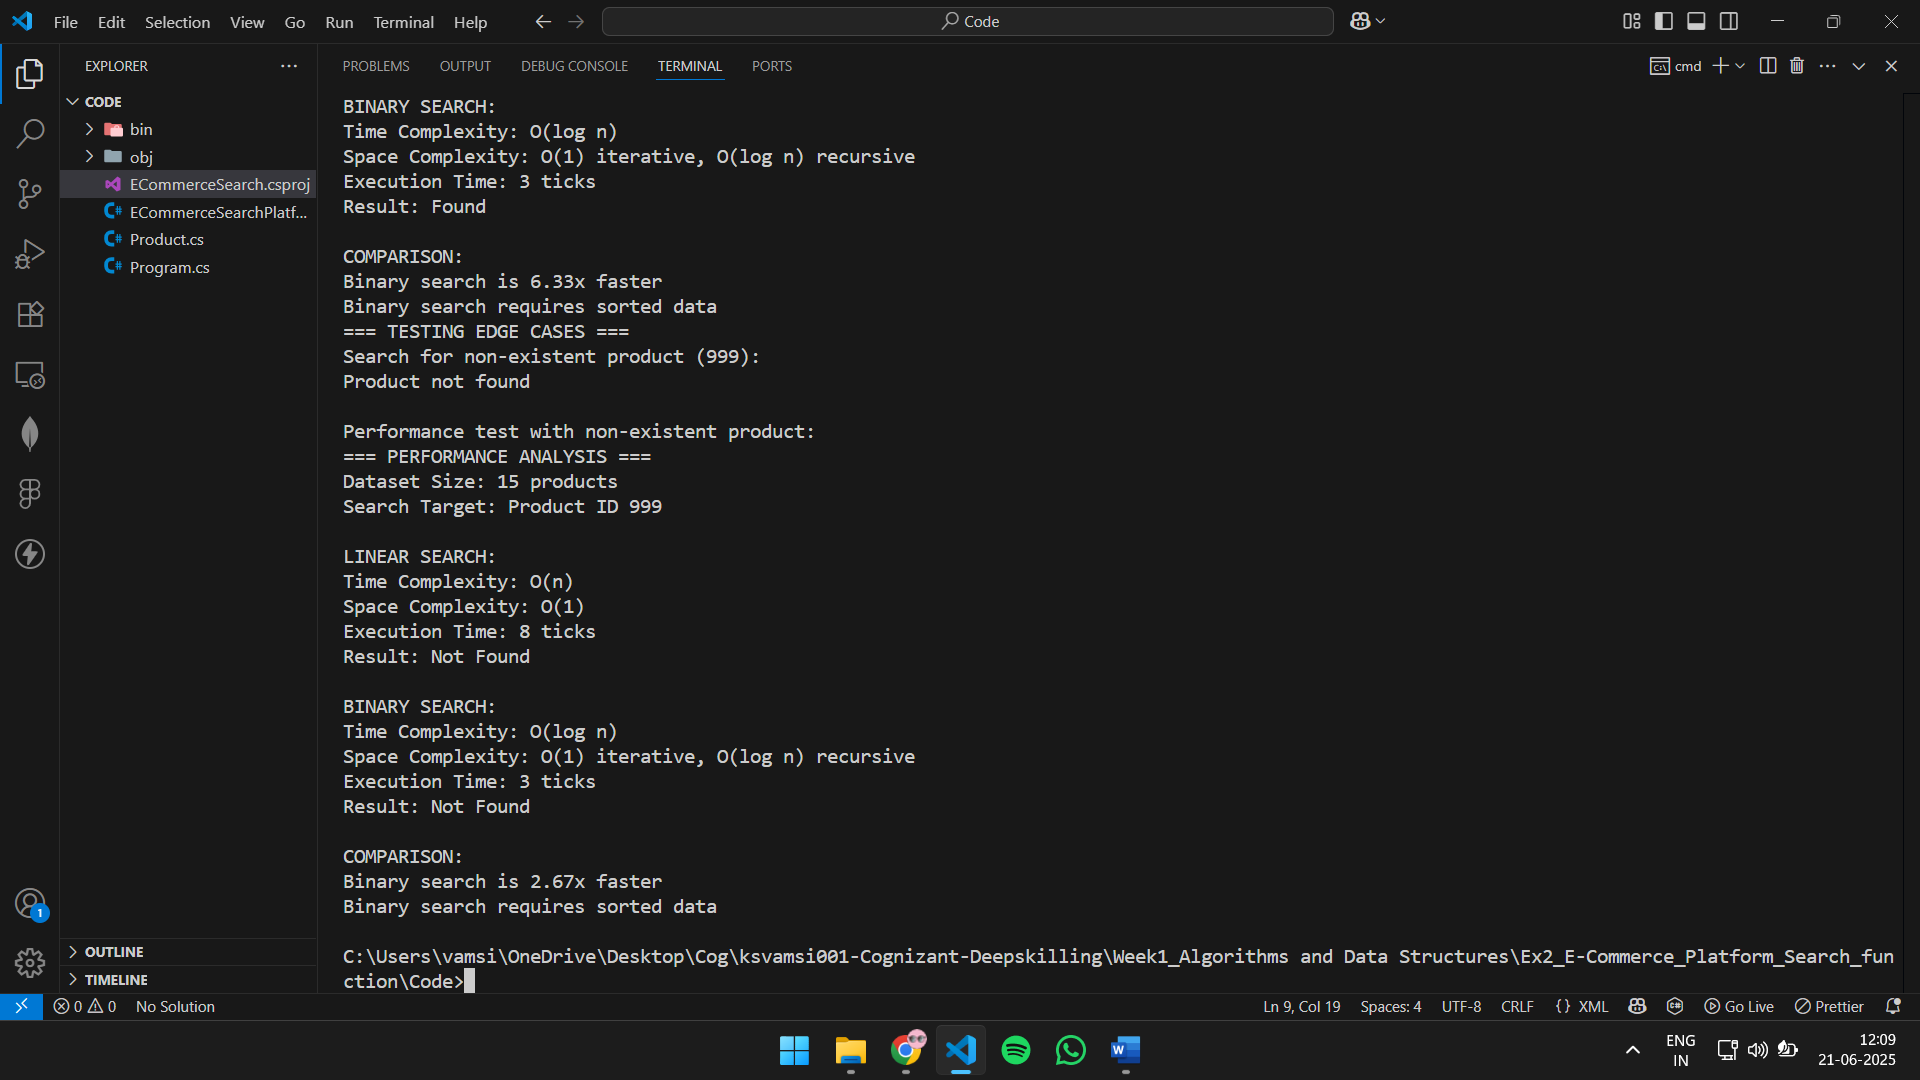 File Edit Selection View Go Run Terminal Help
Code
EXPLORER
CODE
bin
obj
ECommerceSearch.csproj
ECommerceSearchPlatf...
Product.cs
Program.cs
OUTLINE
TIMELINE
PROBLEMS OUTPUT DEBUG CONSOLE TERMINAL PORTS
cmd
BINARY SEARCH:
Time Complexity: O(log n)
Space Complexity: O(1) iterative, O(log n) recursive
Execution Time: 3 ticks
Result: Found
COMPARISON:
Binary search is 6.33x faster
Binary search requires sorted data
=== TESTING EDGE CASES ===
Search for non-existent product (999):
Product not found
Performance test with non-existent product:
=== PERFORMANCE ANALYSIS ===
Dataset Size: 15 products
Search Target: Product ID 999
LINEAR SEARCH:
Time Complexity: O(n)
Space Complexity: O(1)
Execution Time: 8 ticks
Result: Not Found
BINARY SEARCH:
Time Complexity: O(log n)
Space Complexity: O(1) iterative, O(log n) recursive
Execution Time: 3 ticks
Result: Not Found
COMPARISON:
Binary search is 2.67x faster
Binary search requires sorted data
C:\Users\vamsi\OneDrive\Desktop\Cog\ksvamsi001-Cognizant-Deepskilling\Week1_Algorithms and Data Structures\Ex2_E-Commerce_Platform_Search_fun
ction\Code>
1
0 0 No Solution
Ln 9, Col 19 Spaces: 4 UTF-8 CRLF {} XML Go Live Prettier
ENG
IN
12:09
21-06-2025